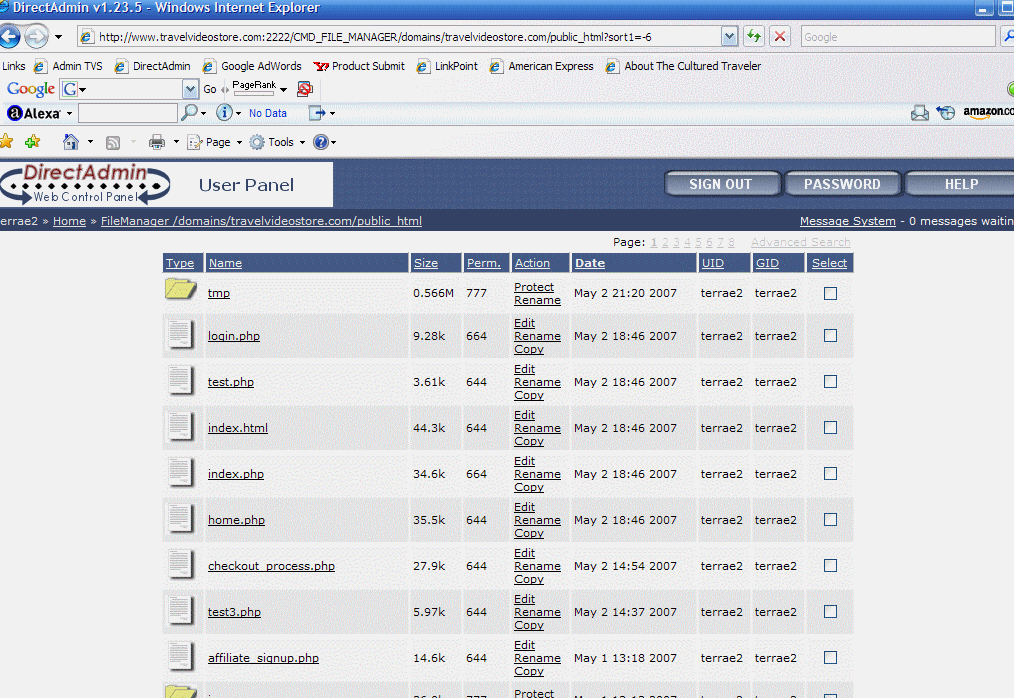 DirectAdmin v1.23.5 - Windows Internet Explorer
http://www.travelvideostore.com:2222/CMD_FILE_MANAGER/domains/travelvideostore.com/public_html?sort1=-6 Google
Links Admin TVS DirectAdmin Google AdWords Product Submit LinkPoint American Express About The Cultured Traveler
Google G Go PageRank
a Alexa No Data amazon.co
Page Tools
DirectAdmin
Web Control Panel
User Panel
SIGN OUT PASSWORD HELP
terrae2 » Home » FileManager /domains/travelvideostore.com/public_html Message System - 0 messages waitin
Page: 1 2 3 4 5 6 7 8 Advanced Search
Type Name Size Perm. Action Date UID GID Select
tmp 0.566M 777 Protect Rename May 2 21:20 2007 terrae2 terrae2
login.php 9.28k 664 Edit Rename Copy May 2 18:46 2007 terrae2 terrae2
test.php 3.61k 644 Edit Rename Copy May 2 18:46 2007 terrae2 terrae2
index.html 44.3k 644 Edit Rename Copy May 2 18:46 2007 terrae2 terrae2
index.php 34.6k 664 Edit Rename Copy May 2 18:46 2007 terrae2 terrae2
home.php 35.5k 644 Edit Rename Copy May 2 18:46 2007 terrae2 terrae2
checkout_process.php 27.9k 644 Edit Rename Copy May 2 14:54 2007 terrae2 terrae2
test3.php 5.97k 644 Edit Rename Copy May 2 14:37 2007 terrae2 terrae2
affiliate_signup.php 14.6k 644 Edit Rename Copy May 1 13:18 2007 terrae2 terrae2
Protect